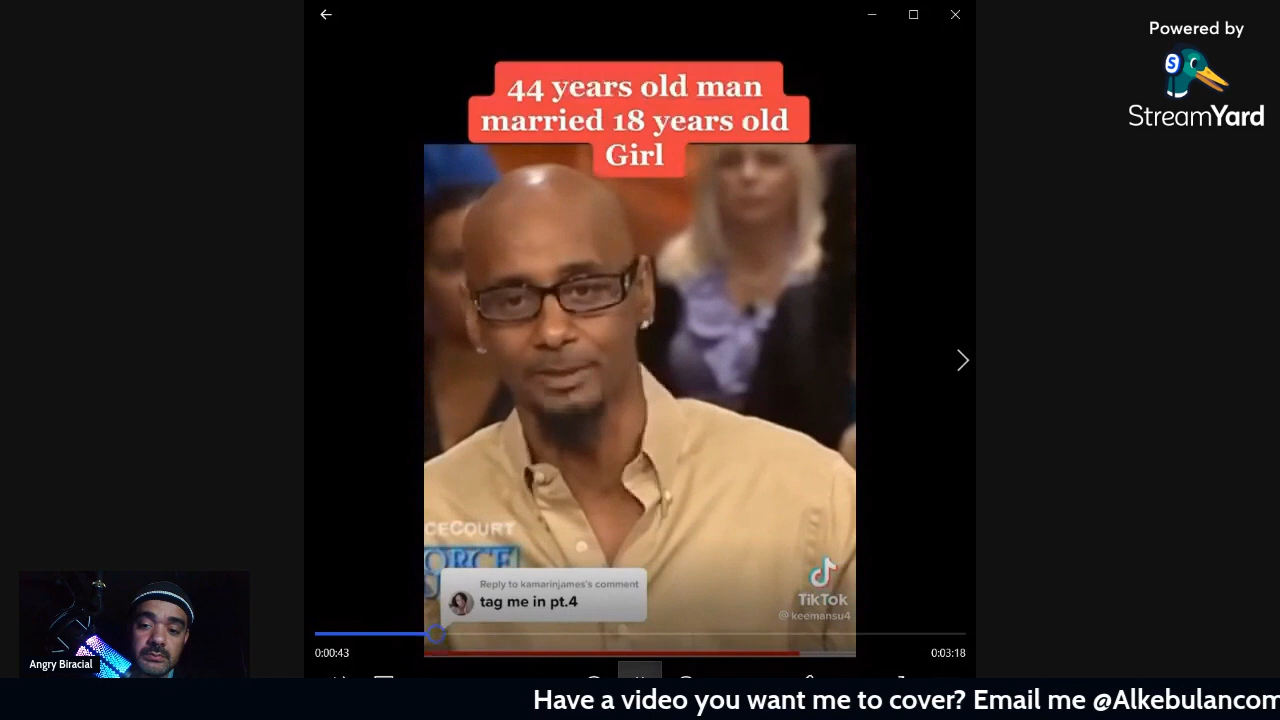 Powered by
StreamYard
44 years old man
married 18 years old
Girl
CECOURT
ORCE
Reply to kamarinjames's comment
tag me in pt.4
TikTok
@keemansu4
0:00:43
0:03:18
Angry Biracial
Have a video you want me to cover? Email me @Alkebulancom